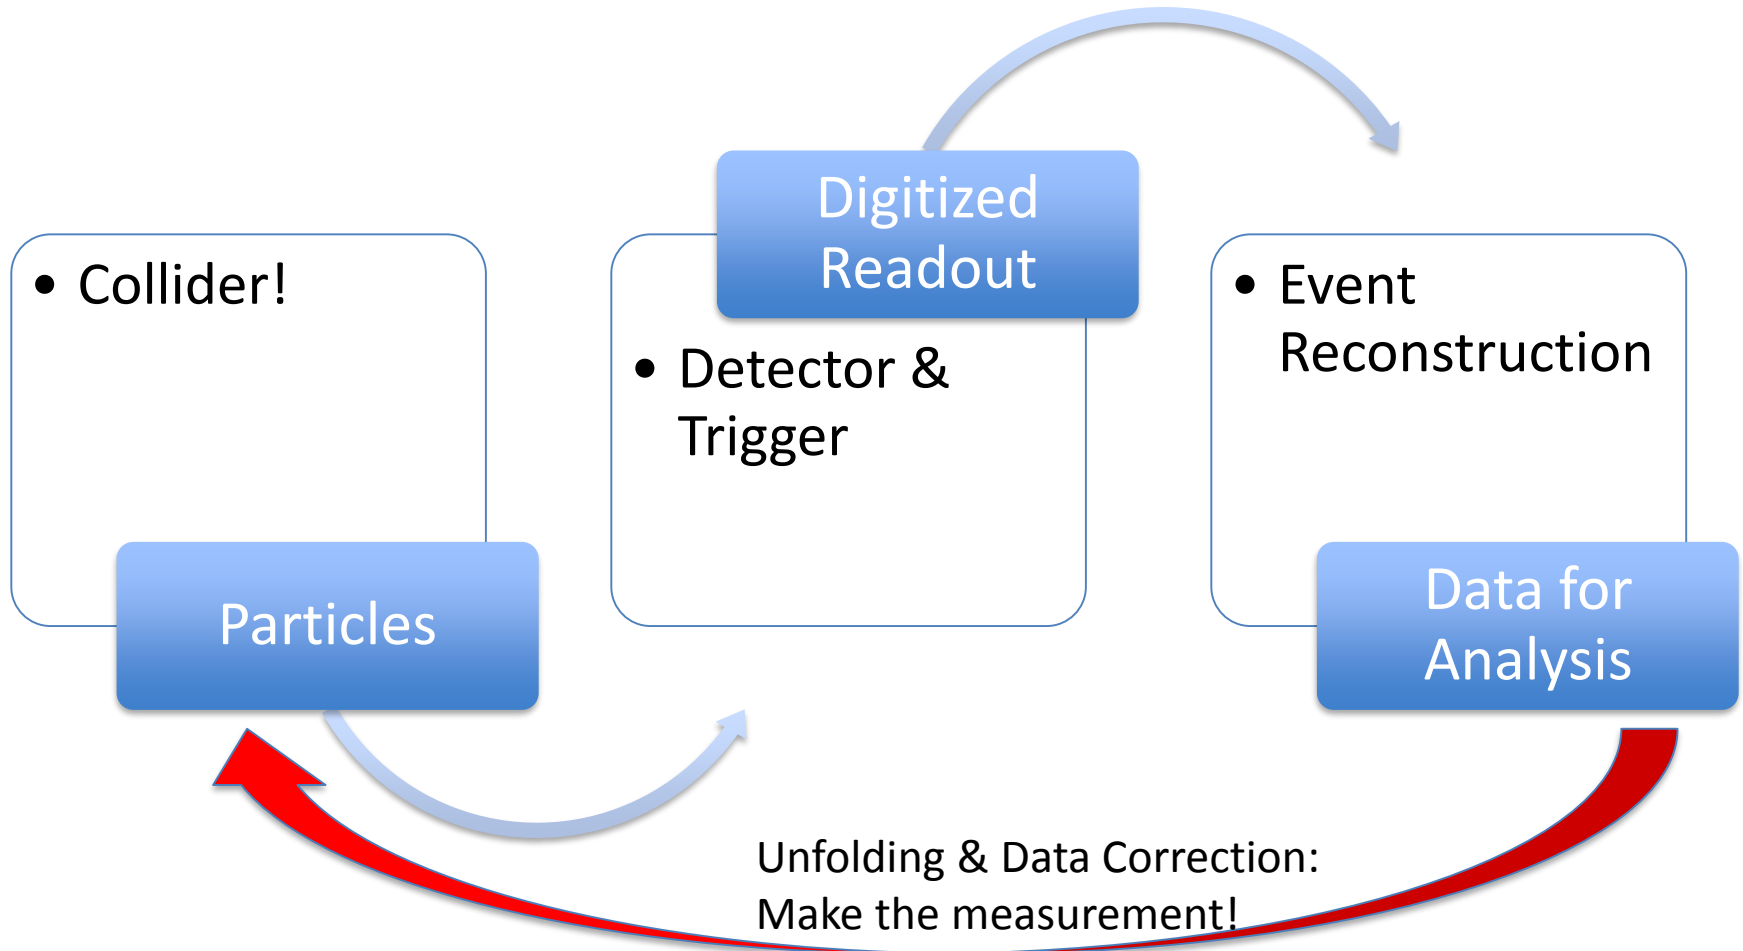 • Collider!
Particles
Digitized
Readout
• Detector &
Trigger
• Event
Reconstruction
Data for
Analysis
Unfolding & Data Correction:
Make the measurement!